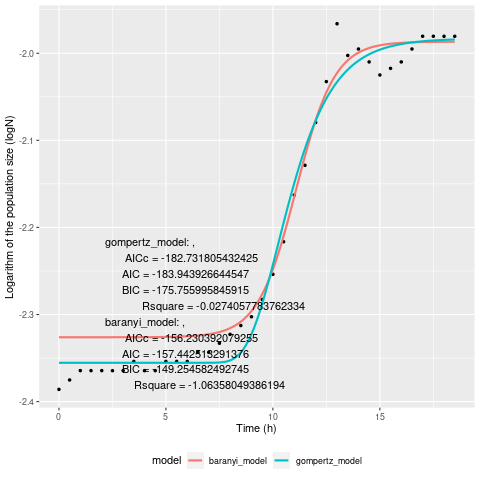 Logarithm of the population size (logN)
-2.0
-2.1
-2.2
-2.3
-2.4
gompertz_model: ,
AICc = -182.731805432425
AIC = -183.943926644547
BIC = -175.755995845915
Rsquare = -0.0274057783762334
baranyi_model: ,
AICc = -156.230392079255
AIC = -157.442513291376
BIC = -149.254582492745
Rsquare = -1.06358049386194
0
5
10
15
Time (h)
model
baranyi_model
gompertz_model